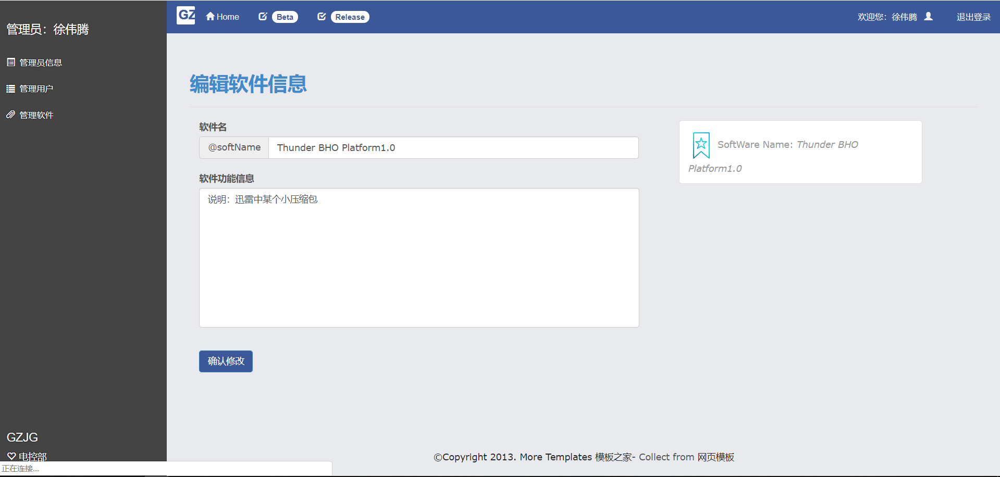 管理员：徐伟腾
管理员信息
管理用户
管理软件
GZJG
电控部
正在连接...
GZ
Home
Beta
Release
欢迎您：徐伟腾
退出登录
编辑软件信息
软件名
@softName
Thunder BHO Platform1.0
软件功能信息
说明：迅雷中某个小压缩包
确认修改
SoftWare Name: Thunder BHO
Platform1.0
©Copyright 2013. More Templates 模板之家- Collect from 网页模板